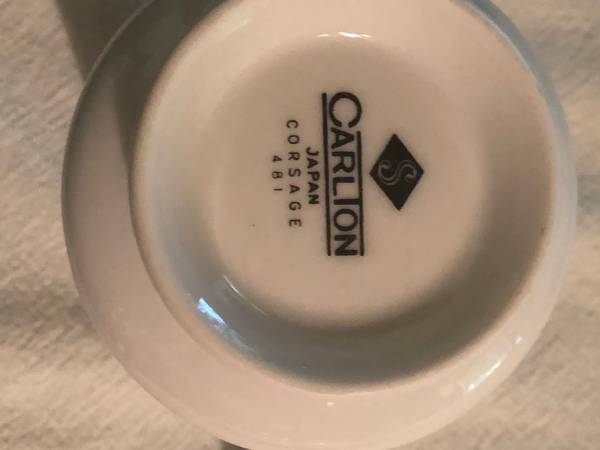 S
CARLTON
JAPAN
CORSAGE
481